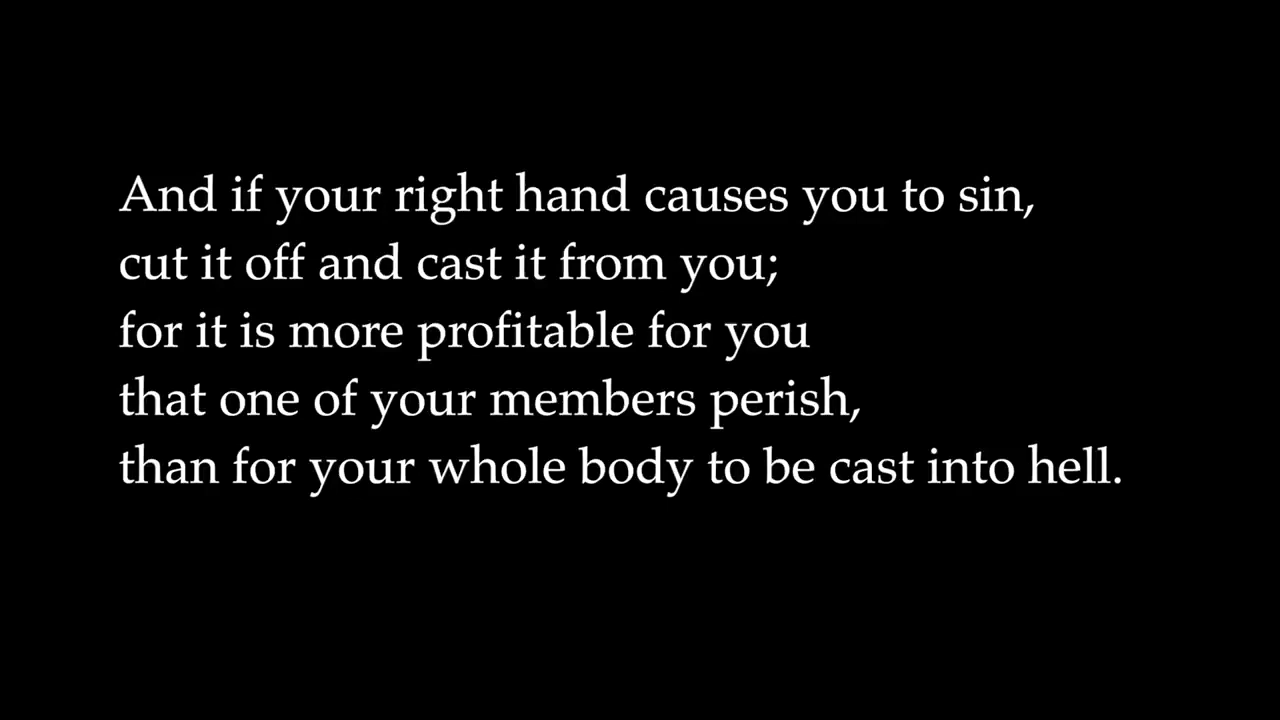 And if your right hand causes you to sin,
cut it off and cast it from you;
for it is more profitable for you
that one of your members perish,
than for your whole body to be cast into hell.